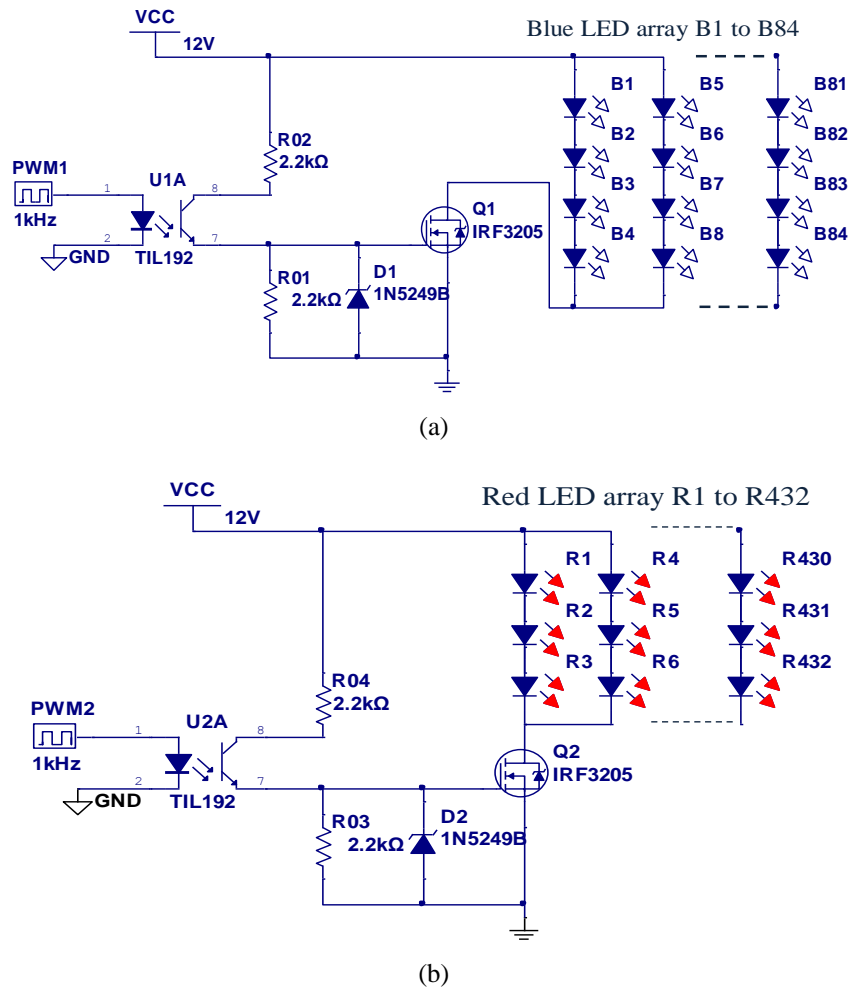 VCC
12V
Blue LED array B1 to B84
B1
B5
B81
R02
2.2kΩ
B2
B6
B82
PWM1
1kHz
U1A
1
8
B3
B7
B83
Q1
IRF3205
2
7
GND
TIL192
B4
B8
B84
R01
2.2kΩ
D1
1N5249B
(a)
VCC
12V
Red LED array R1 to R432
R1
R4
R430
R2
R5
R431
R3
R6
R432
R04
2.2kΩ
PWM2
1kHz
U2A
1
8
Q2
IRF3205
2
7
GND
TIL192
R03
2.2kΩ
D2
1N5249B
(b)